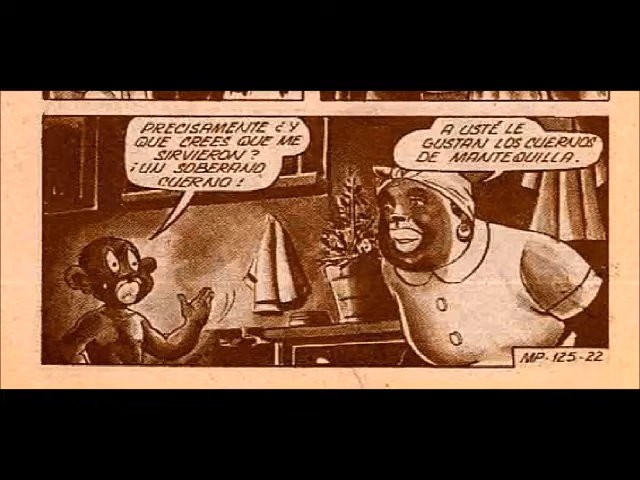 PRECISAMENTE ¿Y
QUE CREES QUE ME
SIRVIERON?
¡UN SOBERANO
CUERNO!
A USTÉ LE
GUSTAN LOS CUERNOS
DE MANTEQUILLA.
MP-125-22